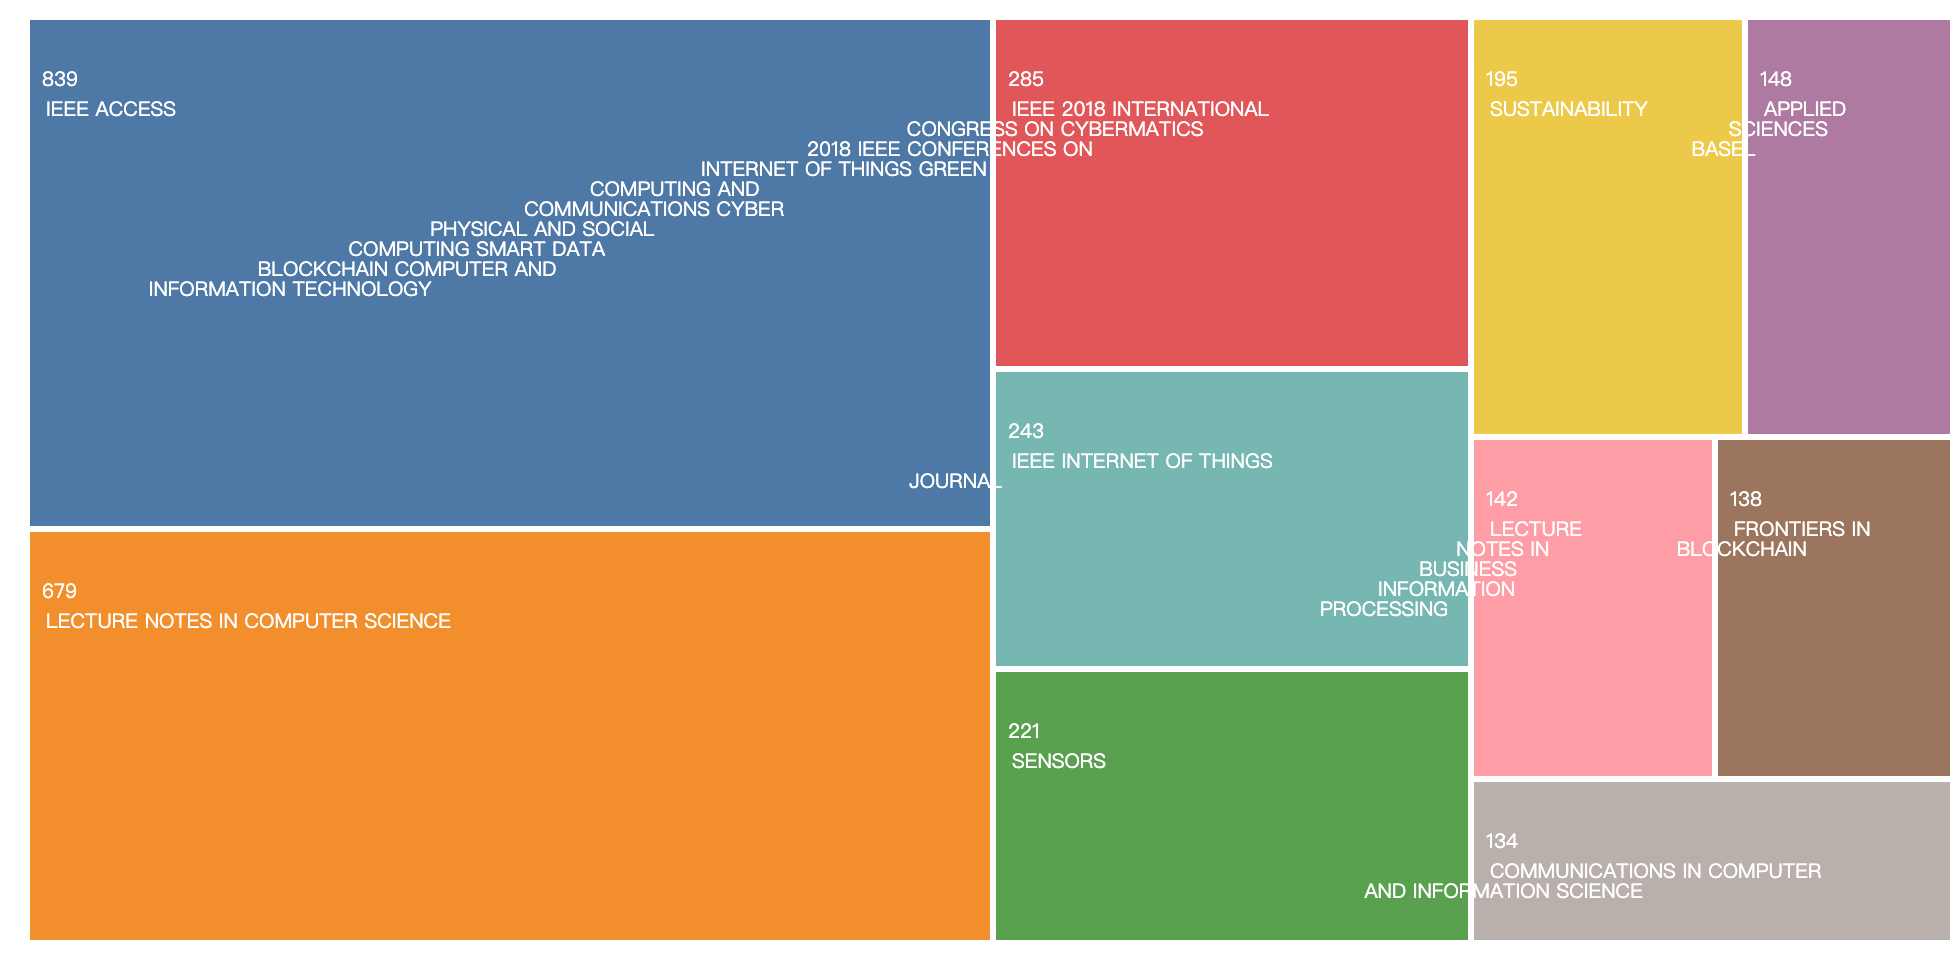 839
IEEE ACCESS
679
LECTURE NOTES IN COMPUTER SCIENCE
285
IEEE 2018 INTERNATIONAL
CONGRESS ON CYBERMATICS
2018 IEEE CONFERENCES ON
INTERNET OF THINGS GREEN
COMPUTING AND
COMMUNICATIONS CYBER
PHYSICAL AND SOCIAL
COMPUTING SMART DATA
BLOCKCHAIN COMPUTER AND
INFORMATION TECHNOLOGY
243
IEEE INTERNET OF THINGS
JOURNAL
221
SENSORS
195
SUSTAINABILITY
148
APPLIED
SCIENCES
BASEL
142
LECTURE
NOTES IN
BUSINESS
INFORMATION
PROCESSING
138
FRONTIERS IN
BLOCKCHAIN
134
COMMUNICATIONS IN COMPUTER
AND INFORMATION SCIENCE